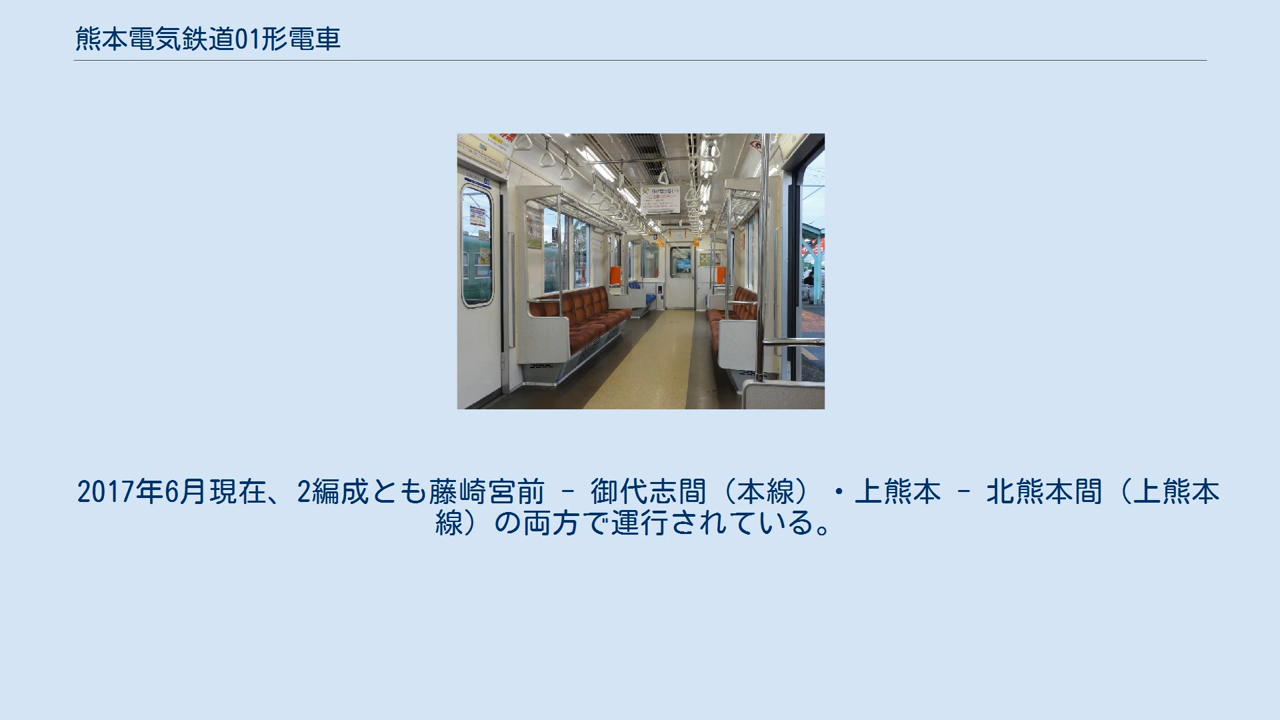 熊本電気鉄道01形電車
2017年6月現在、2編成とも藤崎宮前 - 御代志間（本線）・上熊本 - 北熊本間（上熊本
線）の両方で運行されている。